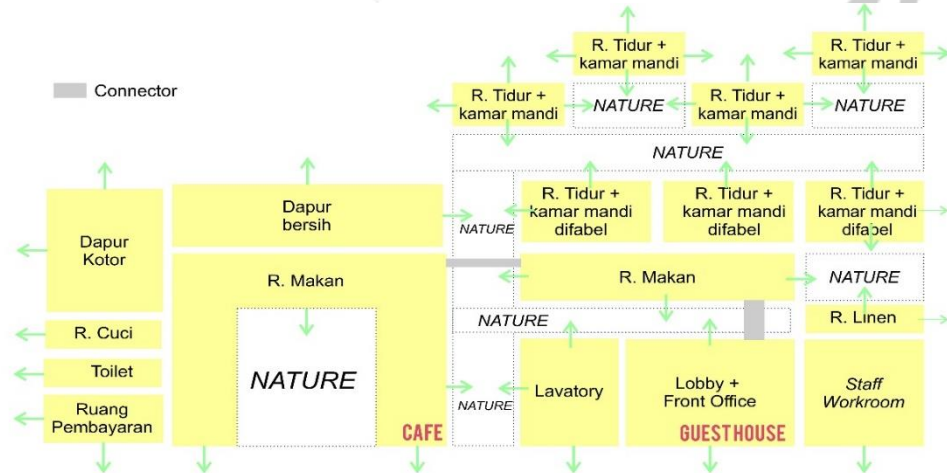 Connector
R. Tidur +
kamar mandi
R. Tidur +
kamar mandi
R. Tidur +
kamar mandi
NATURE
R. Tidur +
kamar mandi
NATURE
NATURE
Dapur
Kotor
Dapur
bersih
NATURE
R. Tidur +
kamar mandi
difabel
R. Tidur +
kamar mandi
difabel
R. Tidur +
kamar mandi
difabel
R. Makan
R. Makan
NATURE
R. Cuci
NATURE
R. Linen
Toilet
NATURE
NATURE
Lavatory
Lobby +
Front Office
Staff
Workroom
Ruang
Pembayaran
CAFE
GUESTHOUSE